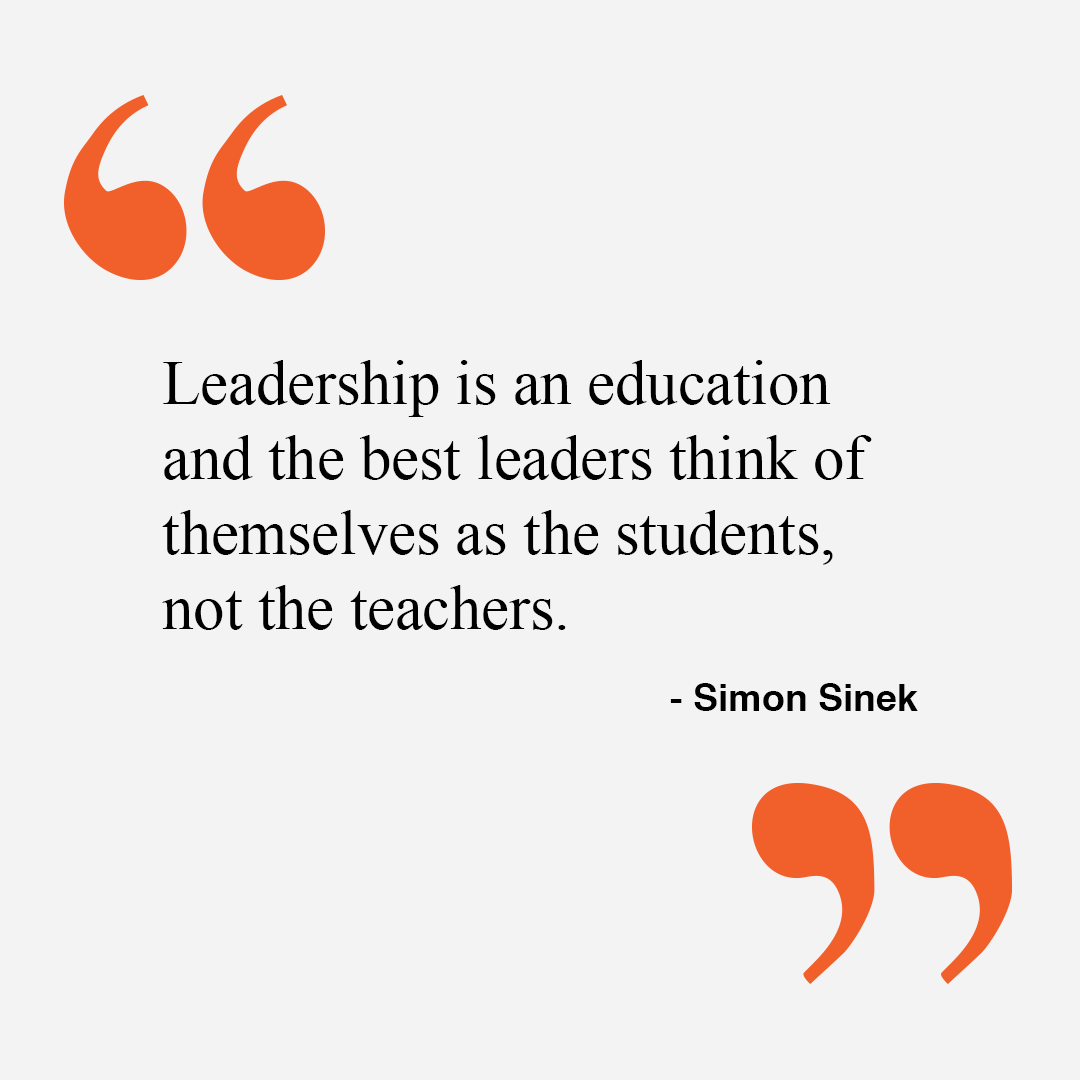 Leadership is an education
and the best leaders think of
themselves as the students,
not the teachers.
- Simon Sinek